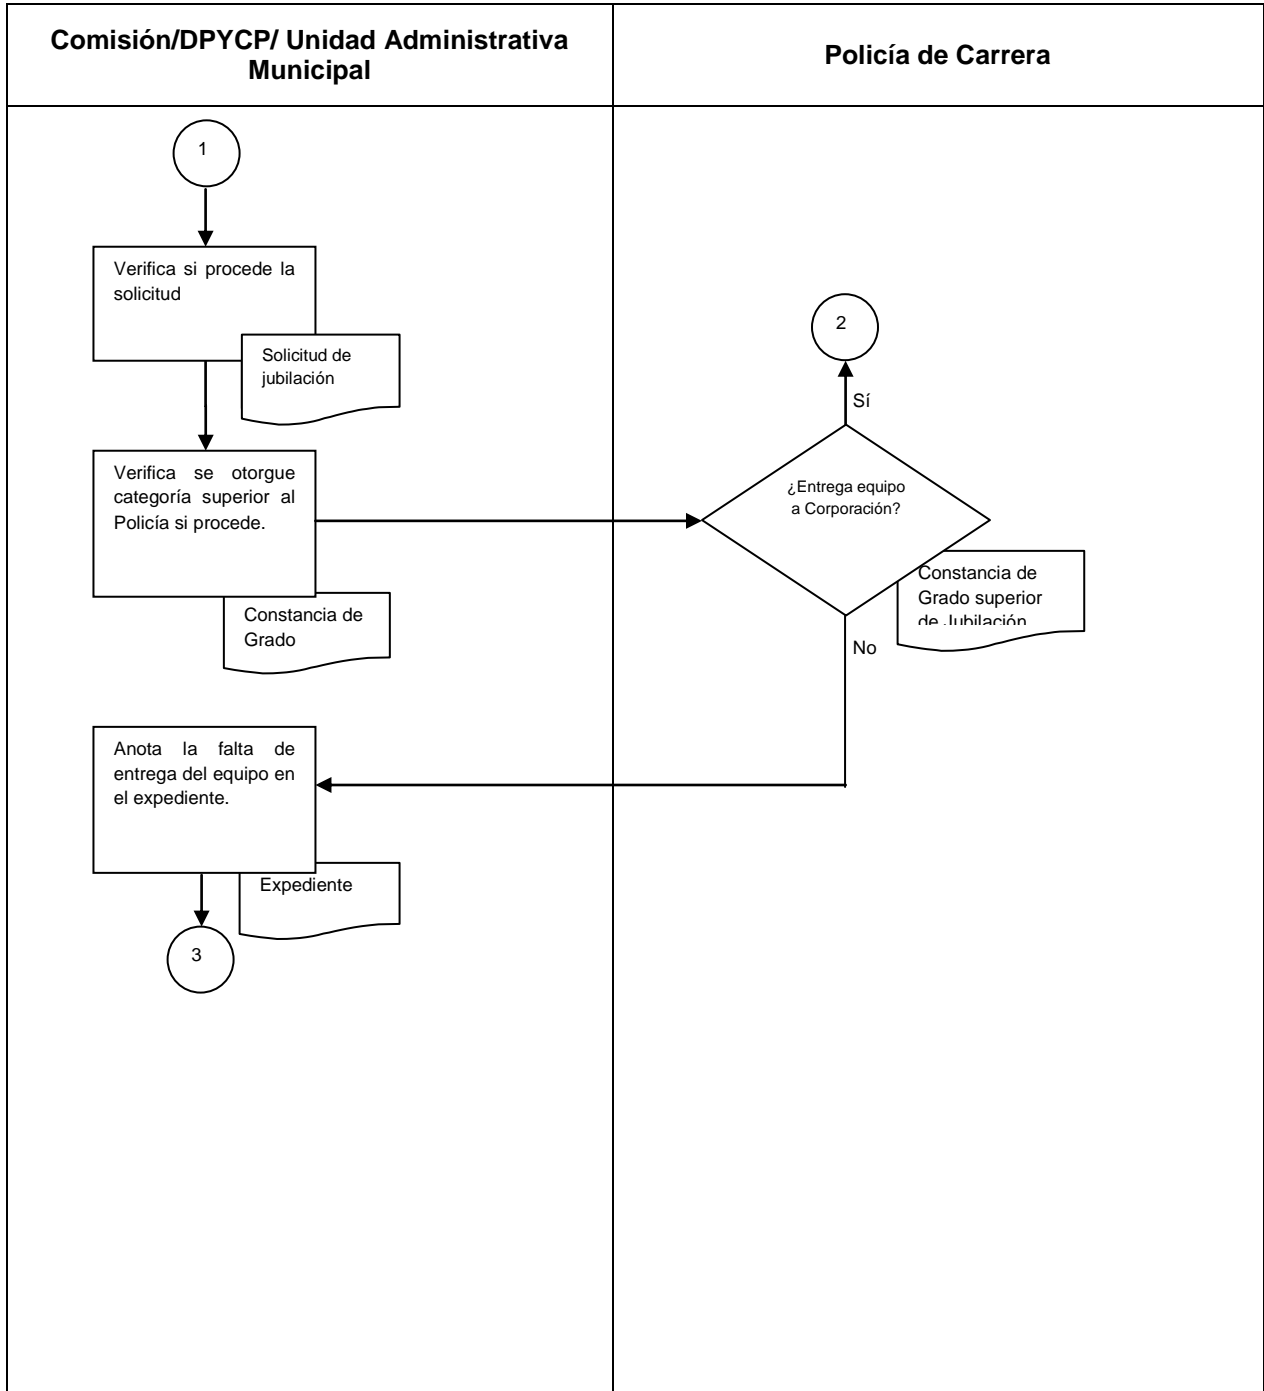 Comisión/DPYCP/ Unidad Administrativa
Municipal
Policía de Carrera
1
Verifica si procede la
solicitud
Solicitud de
jubilación
2
Sí
Verifica se otorgue
categoría superior al
Policía si procede.
¿Entrega equipo
a Corporación?
Constancia de
Grado superior
de Jubilación
Constancia de
Grado
No
Anota la falta de
entrega del equipo en
el expediente.
Expediente
3